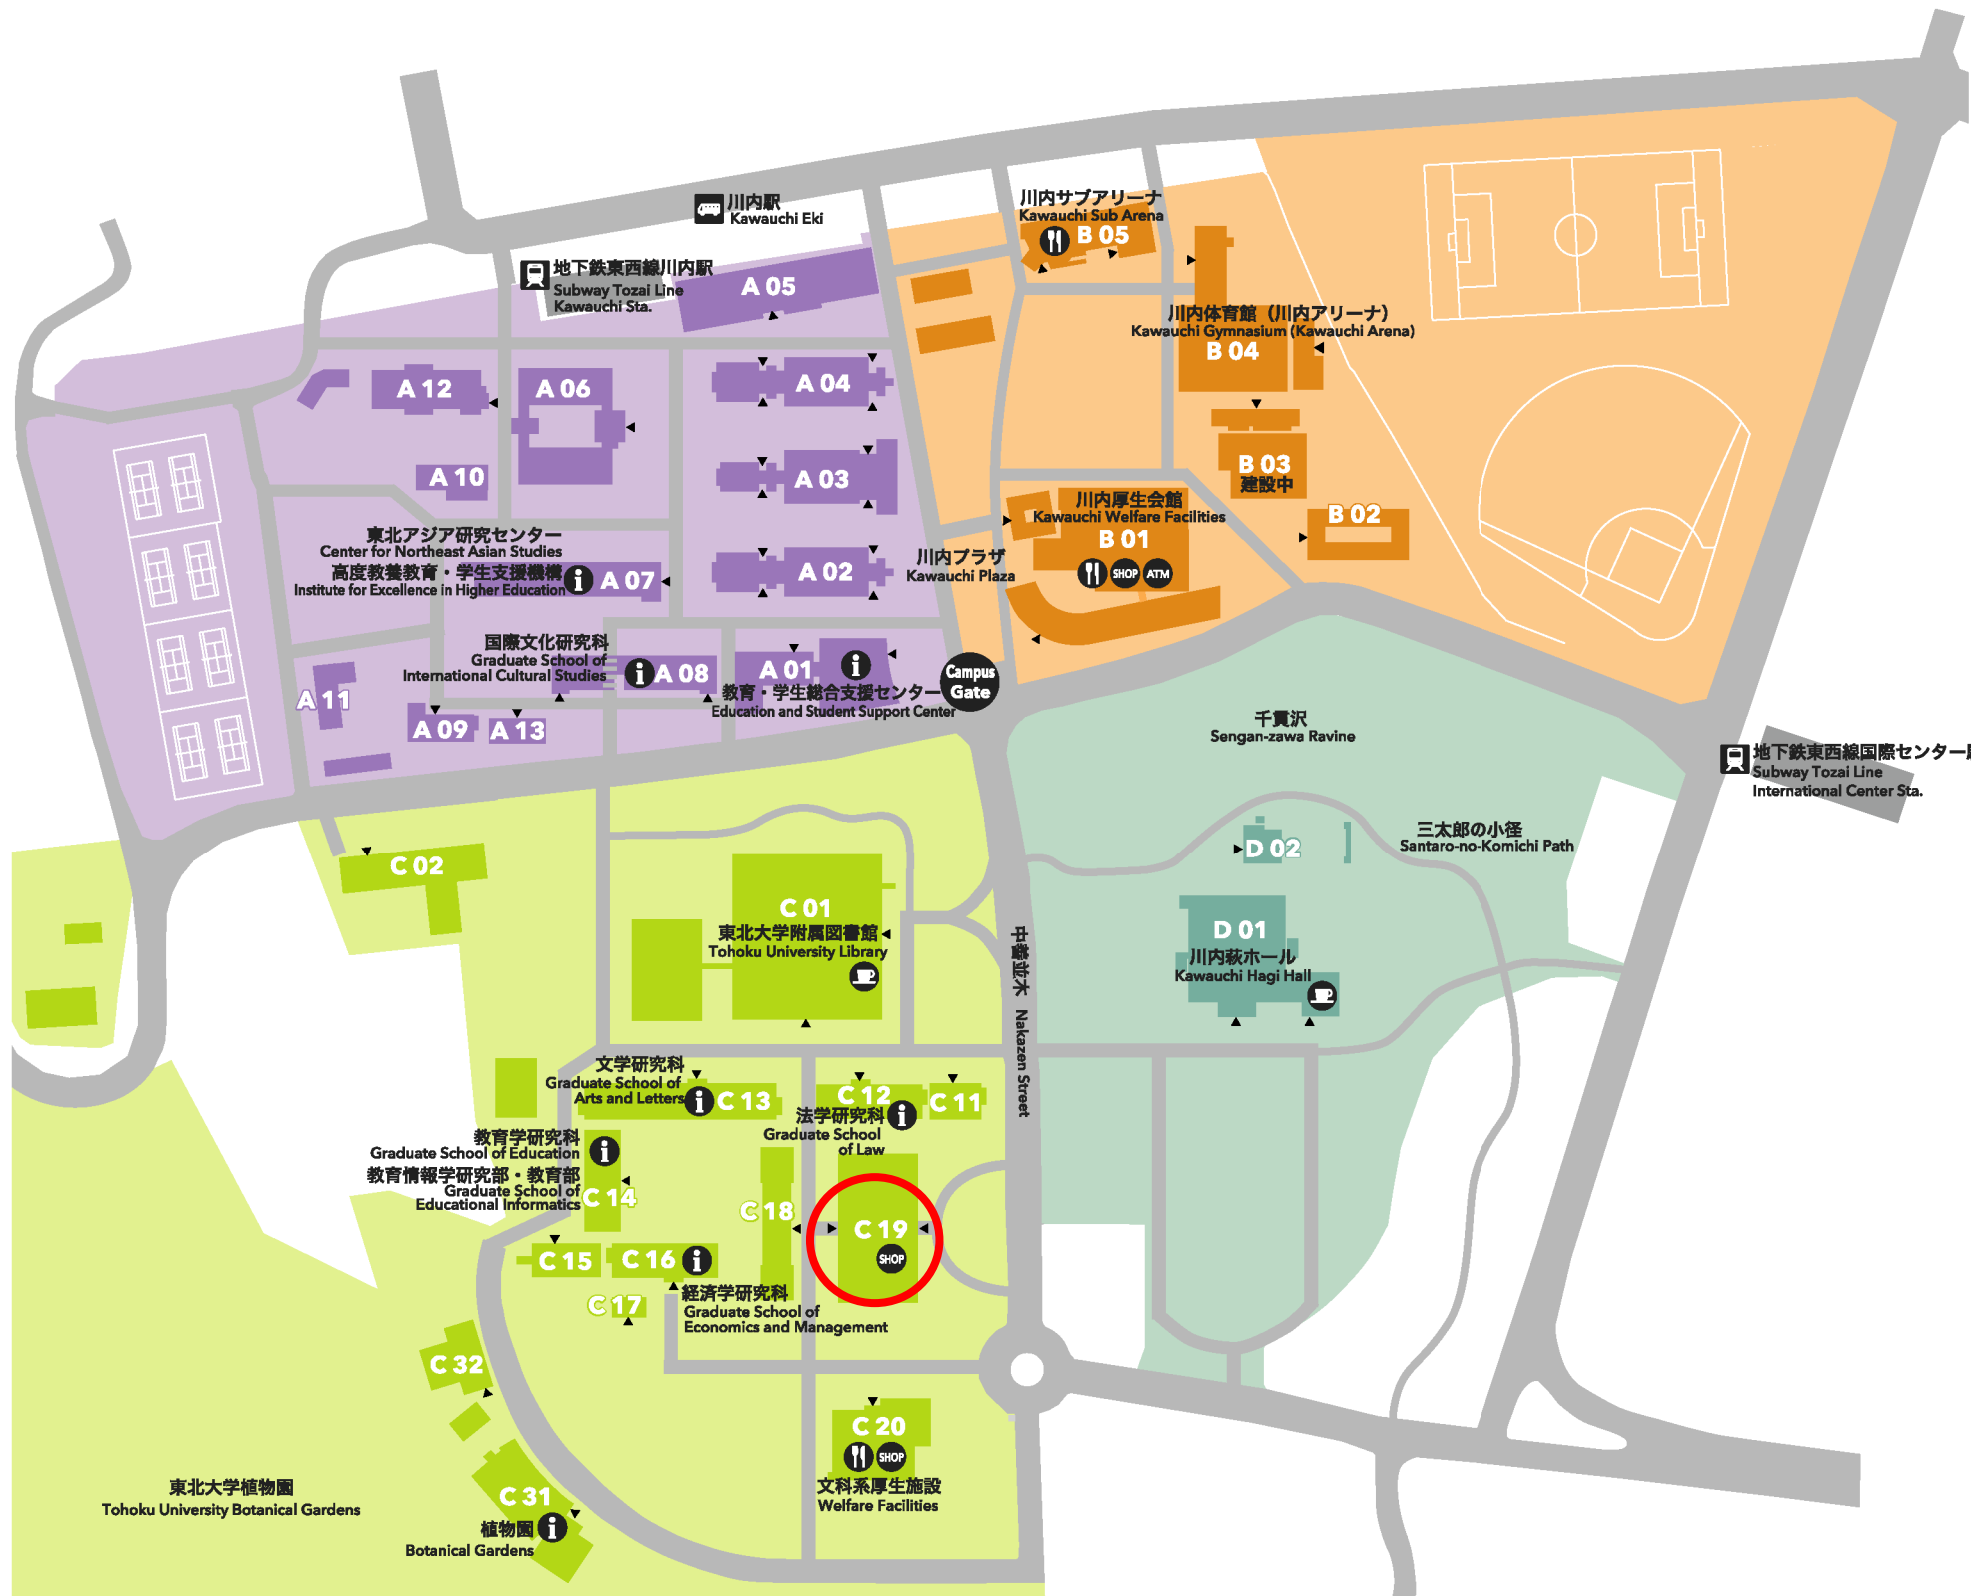 川内駅
Kawauchi Eki
川内サブアリーナ
Kawauchi Sub Arena
B 05
地下鉄東西線川内駅
Subway Tozai Line
Kawauchi Sta.
A 05
川内体育館（川内アリーナ）
Kawauchi Gymnasium (Kawauchi Arena)
B 04
A 12
A 06
A 04
A 10
A 03
B 03
建設中
川内厚生会館
Kawauchi Welfare Facilities
B 01
SHOP
ATM
B 02
東北アジア研究センター
Center for Northeast Asian Studies
高度教養教育・学生支援機構
Institute for Excellence in Higher Education
i
A 07
A 02
川内プラザ
Kawauchi Plaza
国際文化研究科
Graduate School of
International Cultural Studies
i
A 08
A 01
i
教育・学生総合支援センター
Education and Student Support Center
Campus
Gate
A 11
A 09
A 13
千貫沢
Sengan-zawa Ravine
地下鉄東西線国際センター駅
Subway Tozai Line
International Center Sta.
三太郎の小径
Santaro-no-Komichi Path
D 02
C 02
C 01
東北大学附属図書館
Tohoku University Library
中善並木 Nakazen Street
D 01
川内萩ホール
Kawauchi Hagi Hall
文学研究科
Graduate School of
Arts and Letters
i
C 13
C 12
法学研究科
Graduate School
of Law
i
C 11
教育学研究科
Graduate School of Education
教育情報学研究部・教育部
Graduate School of
Educational Informatics
i
C 14
C 18
C 19
SHOP
C 15
C 16
i
経済学研究科
Graduate School of
Economics and Management
C 17
C 32
C 20
SHOP
文科系厚生施設
Welfare Facilities
東北大学植物園
Tohoku University Botanical Gardens
C 31
植物園
i
Botanical Gardens